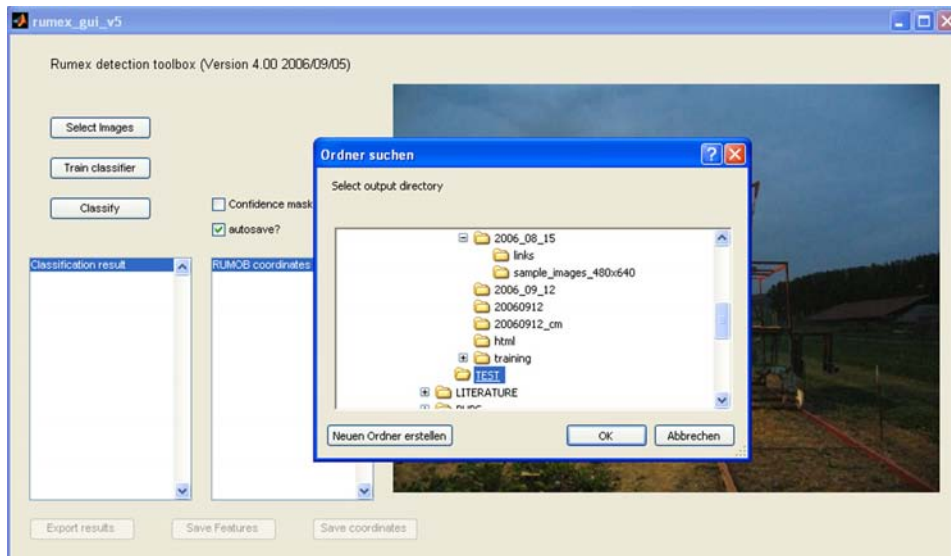 rumex_gui_v5
Rumex detection toolbox (Version 4.00 2006/09/05)
Select Images
Train classifier
Classify
Confidence mask
autosave?
Classification result
RUMOB coordinates
Ordner suchen
Select output directory
2006_08_15
links
sample_images_480x640
2006_09_12
20060912
20060912_cm
html
training
TEST
LITERATURE
Neuen Ordner erstellen
OK
Abbrechen
Export results
Save Features
Save coordinates